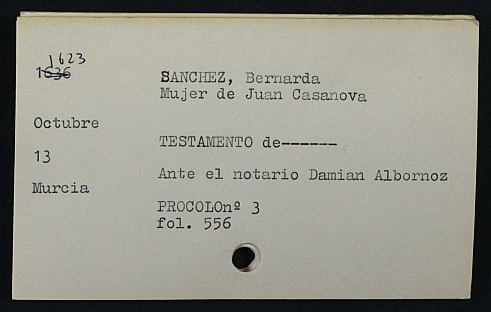 1623
1636
SANCHEZ, Bernarda
Mujer de Juan Casanova
Octubre
TESTAMENTO de------
13
Ante el notario Damian Albornoz
Murcia
PROCOLOnº 3
fol. 556